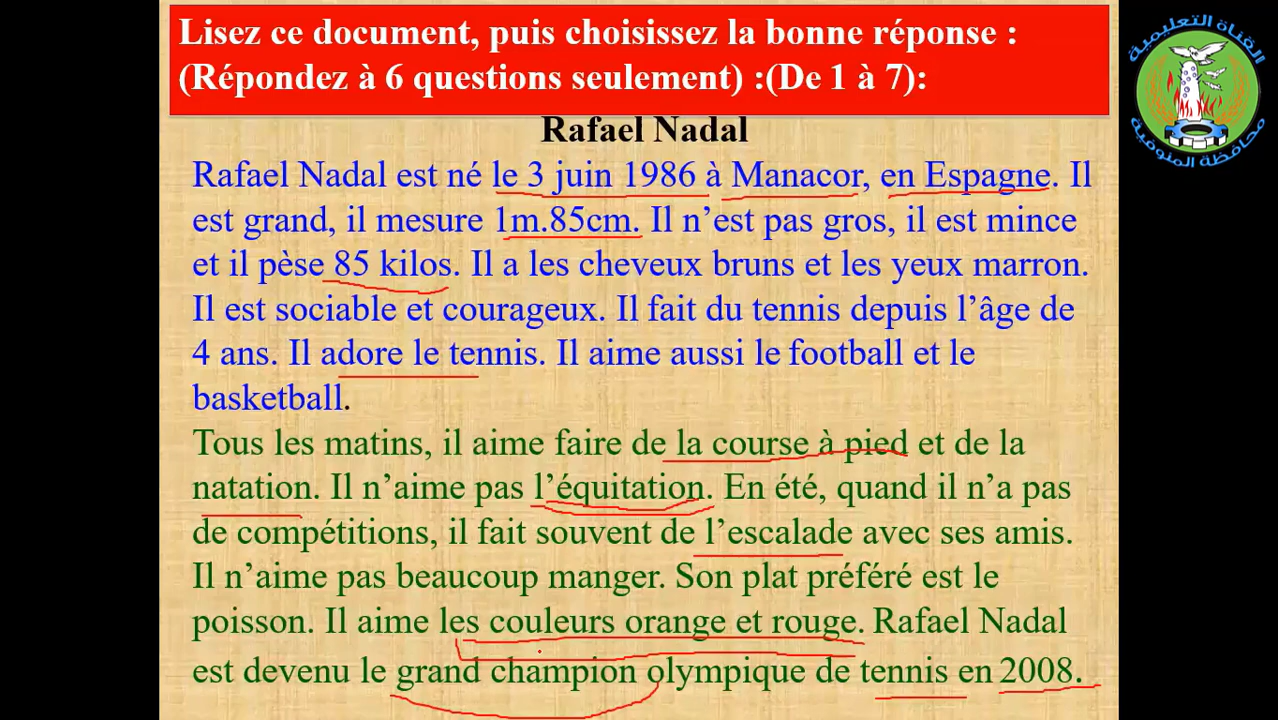 Lisez ce document, puis choisissez la bonne réponse :
(Répondez à 6 questions seulement) :(De 1 à 7):
Rafael Nadal
Rafael Nadal est né le 3 juin 1986 à Manacor, en Espagne. Il
est grand, il mesure 1m.85cm. Il n’est pas gros, il est mince
et il pèse 85 kilos. Il a les cheveux bruns et les yeux marron.
Il est sociable et courageux. Il fait du tennis depuis l’âge de
4 ans. Il adore le tennis. Il aime aussi le football et le
basketball.
Tous les matins, il aime faire de la course à pied et de la
natation. Il n’aime pas l’équitation. En été, quand il n’a pas
de compétitions, il fait souvent de l’escalade avec ses amis.
Il n’aime pas beaucoup manger. Son plat préféré est le
poisson. Il aime les couleurs orange et rouge. Rafael Nadal
est devenu le grand champion olympique de tennis en 2008.
القناة التعليمية
محافظة المنوفية